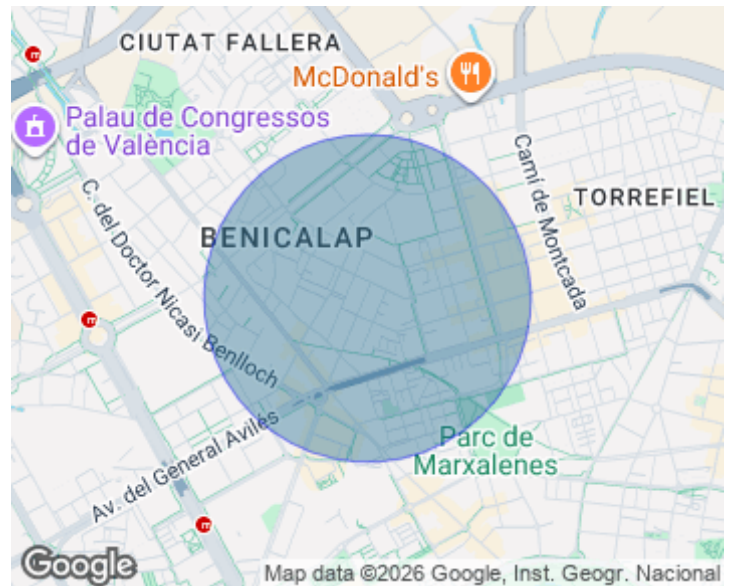 CIUTAT FALLERA
McDonald's
Palau de Congressos
de València
C. del Doctor Nicasi Benlloch
BENICALAP
Camí de Montcada
TORREFIEL
Av. del General Avilés
Parc de
Marxalenes
Google
Map data ©2026 Google, Inst. Geogr. Nacional